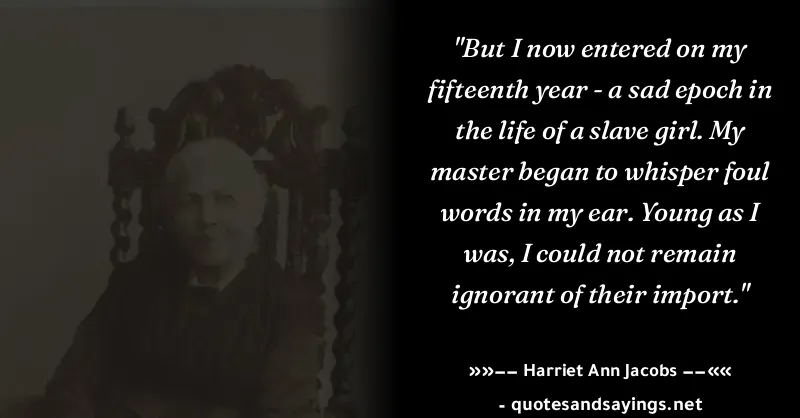 "But I now entered on my
fifteenth year - a sad epoch in
the life of a slave girl. My
master began to whisper foul
words in my ear. Young as I
was, I could not remain
ignorant of their import."
»»−− Harriet Ann Jacobs −−««
- quotesandsayings.net